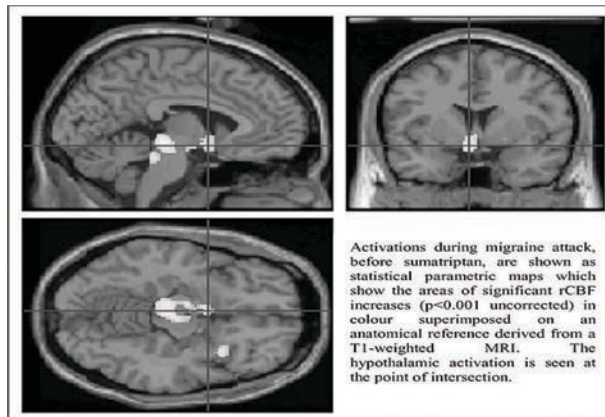 Activations during migraine attack,
before sumatriptan, are shown as
statistical parametric maps which
show the areas of significant rCBF
increases (p<0.001 uncorrected) in
colour superimposed on an
anatomical reference derived from a
T1-weighted MRI. The
hypothalamic activation is seen at
the point of intersection.